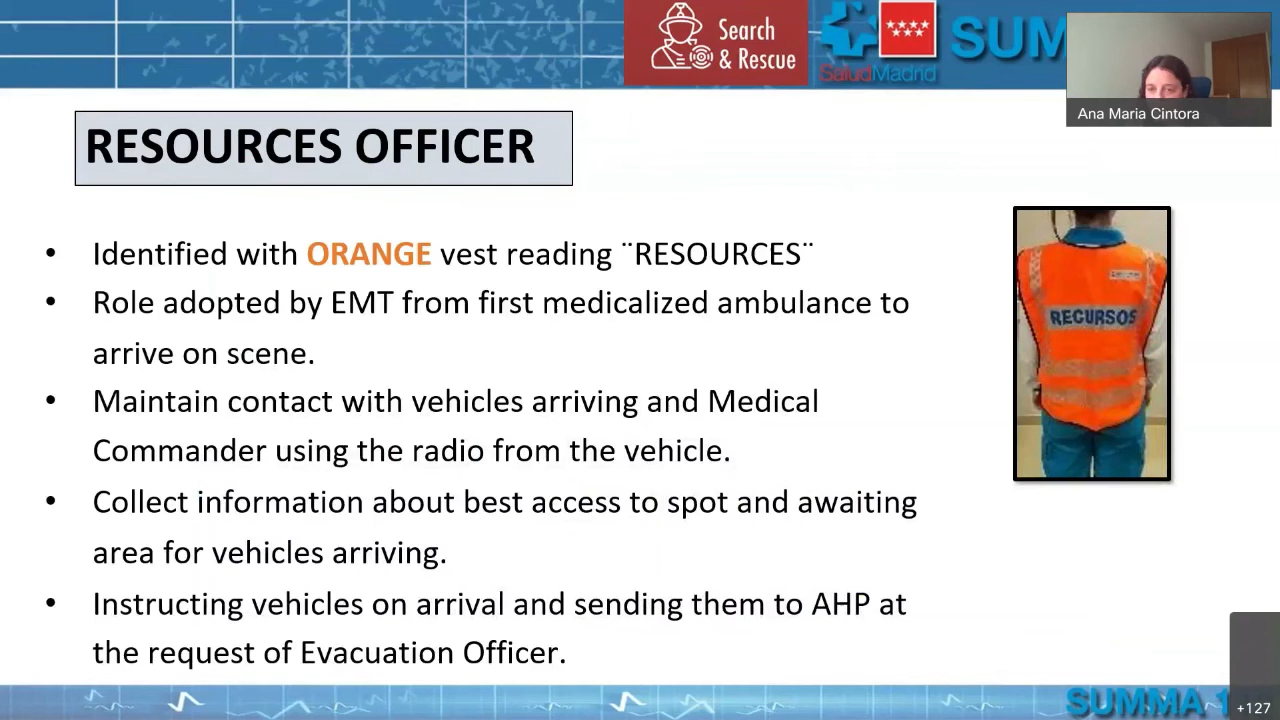 Search
& Rescue
SaludMadrid
SUM
Ana Maria Cintora
RESOURCES OFFICER
• Identified with ORANGE vest reading ¨RESOURCES¨
• Role adopted by EMT from first medicalized ambulance to
arrive on scene.
• Maintain contact with vehicles arriving and Medical
Commander using the radio from the vehicle.
• Collect information about best access to spot and awaiting
area for vehicles arriving.
• Instructing vehicles on arrival and sending them to AHP at
the request of Evacuation Officer.
RECURSOS
SUMMA 1
+127